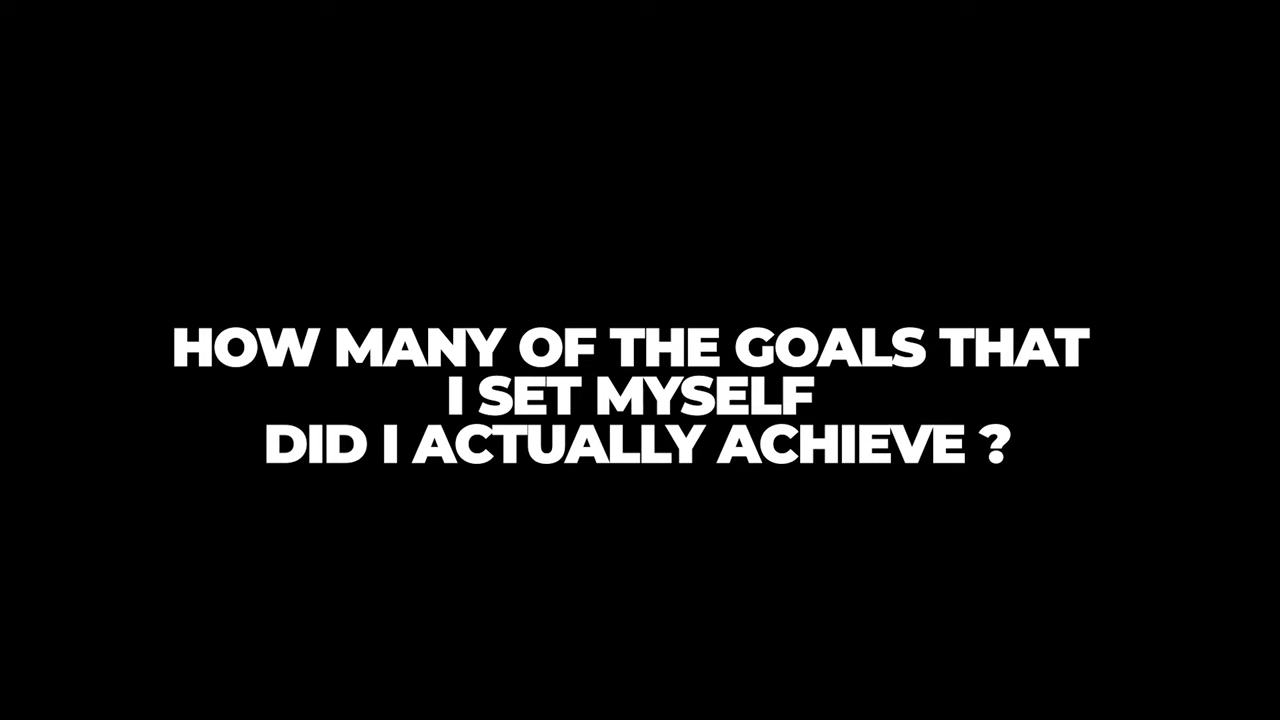 HOW MANY OF THE GOALS THAT
I SET MYSELF
DID I ACTUALLY ACHIEVE ?